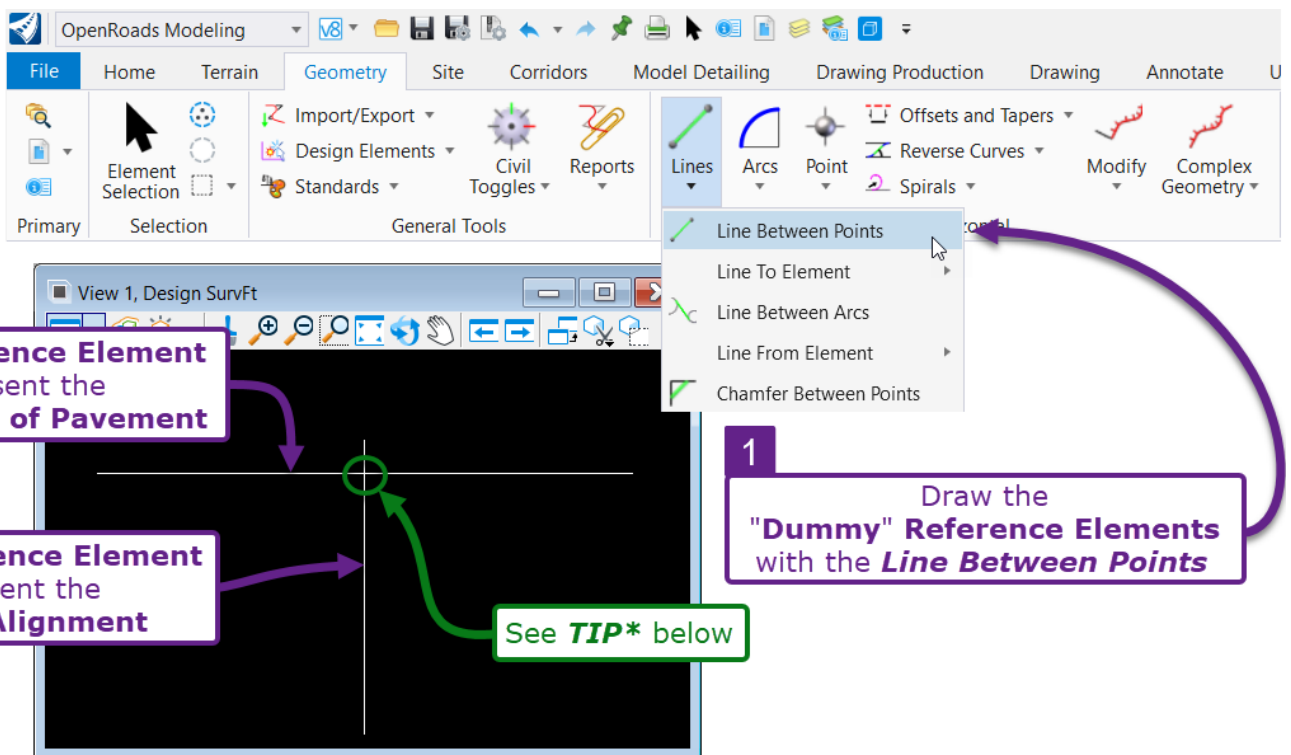 OpenRoads Modeling
V8
File Home Terrain Geometry Site Corridors Model Detailing Drawing Production Drawing Annotate U
Element Selection
Import/Export
Design Elements
Standards
Civil Toggles
Reports
Lines
Arcs
Point
Offsets and Tapers
Reverse Curves
Spirals
Modify
Complex Geometry
Primary Selection General Tools zontal
Line Between Points
Line To Element
Line Between Arcs
Line From Element
Chamfer Between Points
View 1, Design SurvFt
ence Element
sent the
of Pavement
ence Element
ent the
Alignment
See TIP* below
1
Draw the
"Dummy" Reference Elements
with the Line Between Points